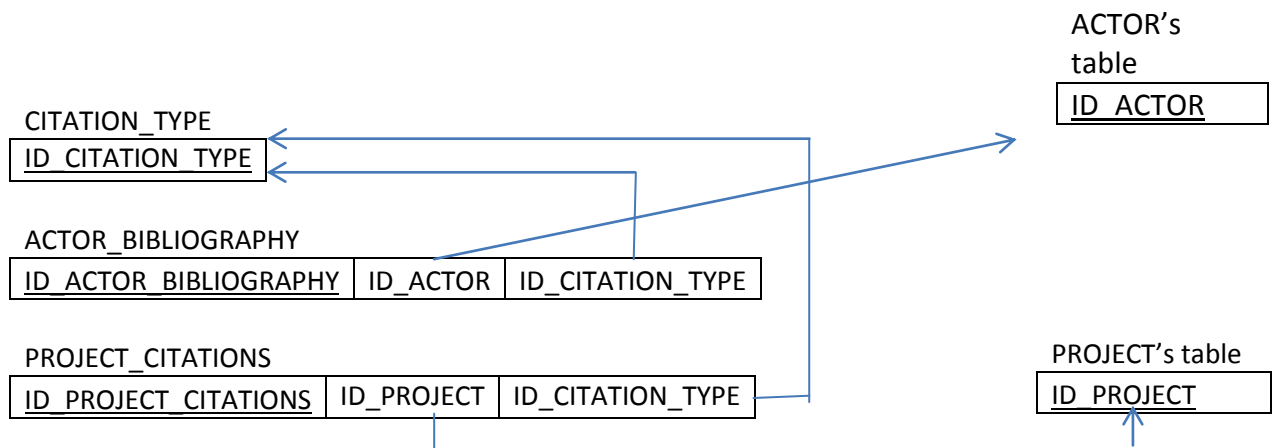 ACTOR’s
table
ID_ACTOR
CITATION_TYPE
ID_CITATION_TYPE
ACTOR_BIBLIOGRAPHY
ID_ACTOR_BIBLIOGRAPHY ID_ACTOR ID_CITATION_TYPE
PROJECT_CITATIONS
ID_PROJECT_CITATIONS ID_PROJECT ID_CITATION_TYPE
PROJECT’s table
ID_PROJECT